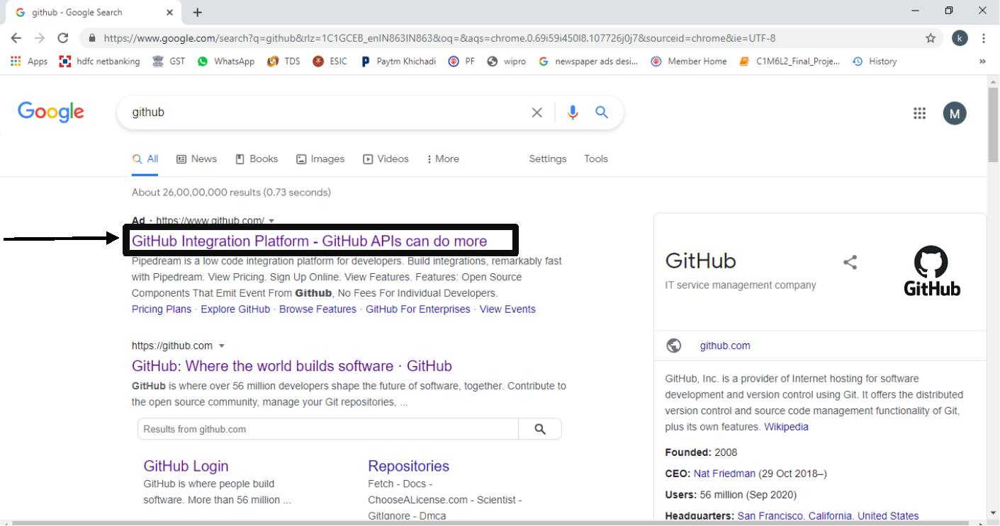 github - Google Search
https://www.google.com/search?q=github&rlz=1C1GCEB_enIN863IN863&oq=&aqs=chrome.0.69i59i450l8.107726j0j7&sourceid=chrome&ie=UTF-8
k
Apps hdfc netbanking GST WhatsApp TDS ESIC Paytm Khichadi PF wipro newspaper ads desi... Member Home C1M6L2_Final_Proje... History
Google
github
M
All News Books Images Videos More Settings Tools
About 26,00,00,000 results (0.73 seconds)
Ad · https://www.github.com/
GitHub Integration Platform - GitHub APIs can do more
Pipedream is a low code integration platform for developers. Build integrations, remarkably fast
with Pipedream. View Pricing. Sign Up Online. View Features. Features: Open Source
Components That Emit Event From Github, No Fees For Individual Developers.
Pricing Plans · Explore GitHub · Browse Features · GitHub For Enterprises · View Events
https://github.com
GitHub: Where the world builds software · GitHub
GitHub is where over 56 million developers shape the future of software, together. Contribute to
the open source community, manage your Git repositories, ...
Results from github.com
GitHub Login
GitHub is where people build
software. More than 56 million ...
Repositories
Fetch - Docs -
ChooseALicense.com - Scientist -
GitIgnore - Dmca
GitHub
IT service management company
GitHub
github.com
GitHub, Inc. is a provider of Internet hosting for software
development and version control using Git. It offers the distributed
version control and source code management functionality of Git,
plus its own features. Wikipedia
Founded: 2008
CEO: Nat Friedman (29 Oct 2018–)
Users: 56 million (Sep 2020)
Headquarters: San Francisco, California, United States